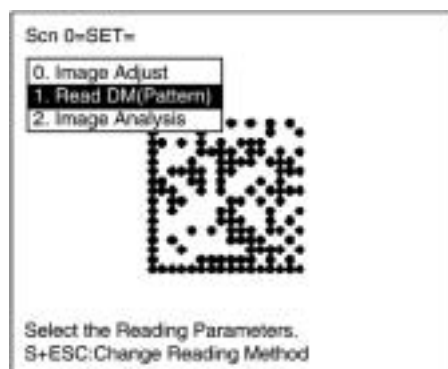 Scn 0=SET=
0. Image Adjust
1. Read DM(Pattern)
2. Image Analysis
Select the Reading Parameters.
S+ESC:Change Reading Method